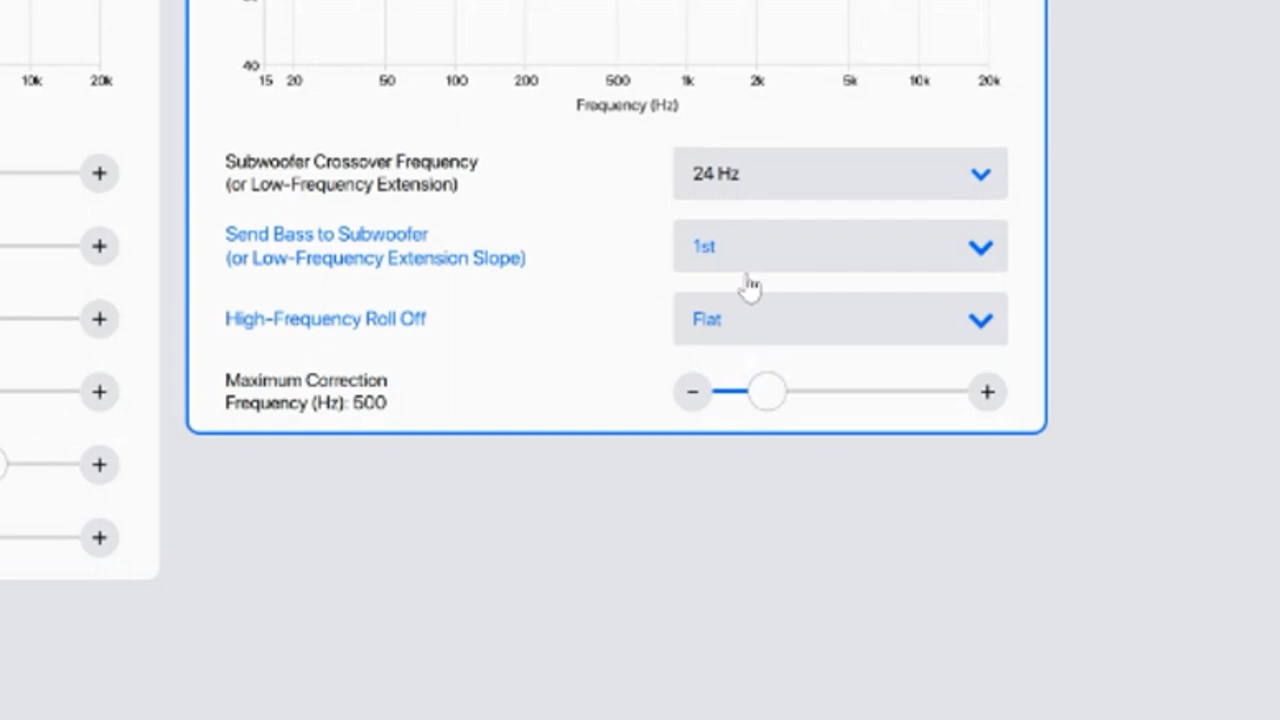 40
10k 20k 15 20 50 100 200 500 1k 2k 5k 10k 20k
Frequency (Hz)
Subwoofer Crossover Frequency
(or Low-Frequency Extension)
24 Hz
Send Bass to Subwoofer
(or Low-Frequency Extension Slope)
1st
High-Frequency Roll Off
Flat
Maximum Correction
Frequency (Hz): 500